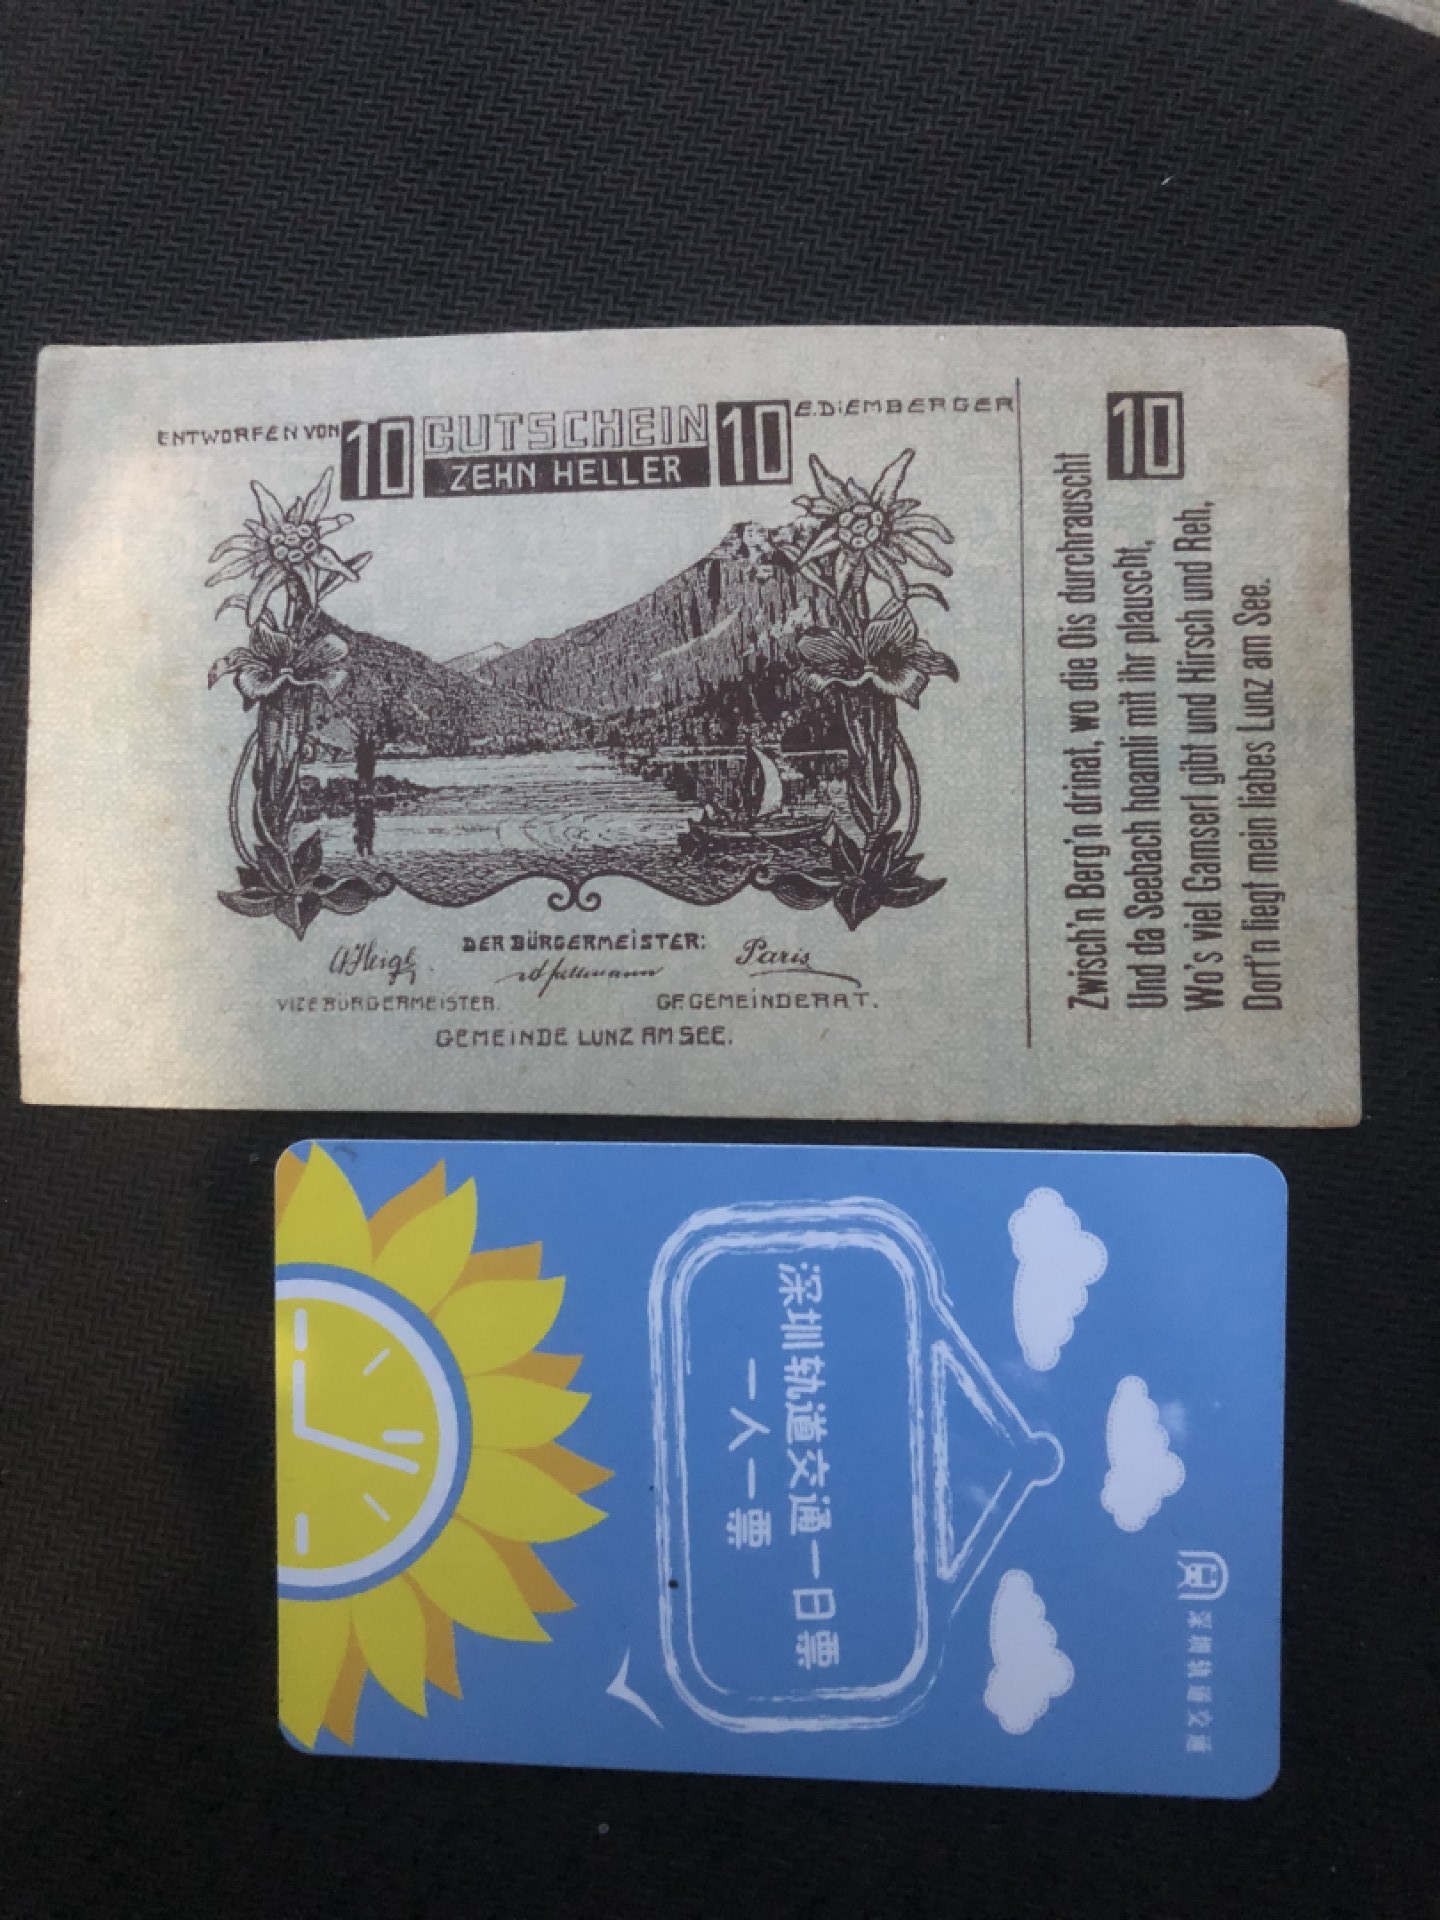 ENTWORFEN VON 10 GUTSCHEIN 10 E.DIEMBERGER
ZEHN HELLER
DER BÜRGERMEISTER:
Paris
VIZEBÜRGERMEISTER. GF.GEMEINDERAT.
GEMEINDE LUNZ AM SEE.
10
Zwisch'n Berg'n drinat, wo die Ois durchrauscht
Und da Seebach hoamli mit ihr plauscht,
Wo's viel Gamserl gibt und Hirsch und Reh,
Dort'n liegt mein liabes Lunz am See.
深圳轨道交通
深圳轨道交通一日票
一人一票